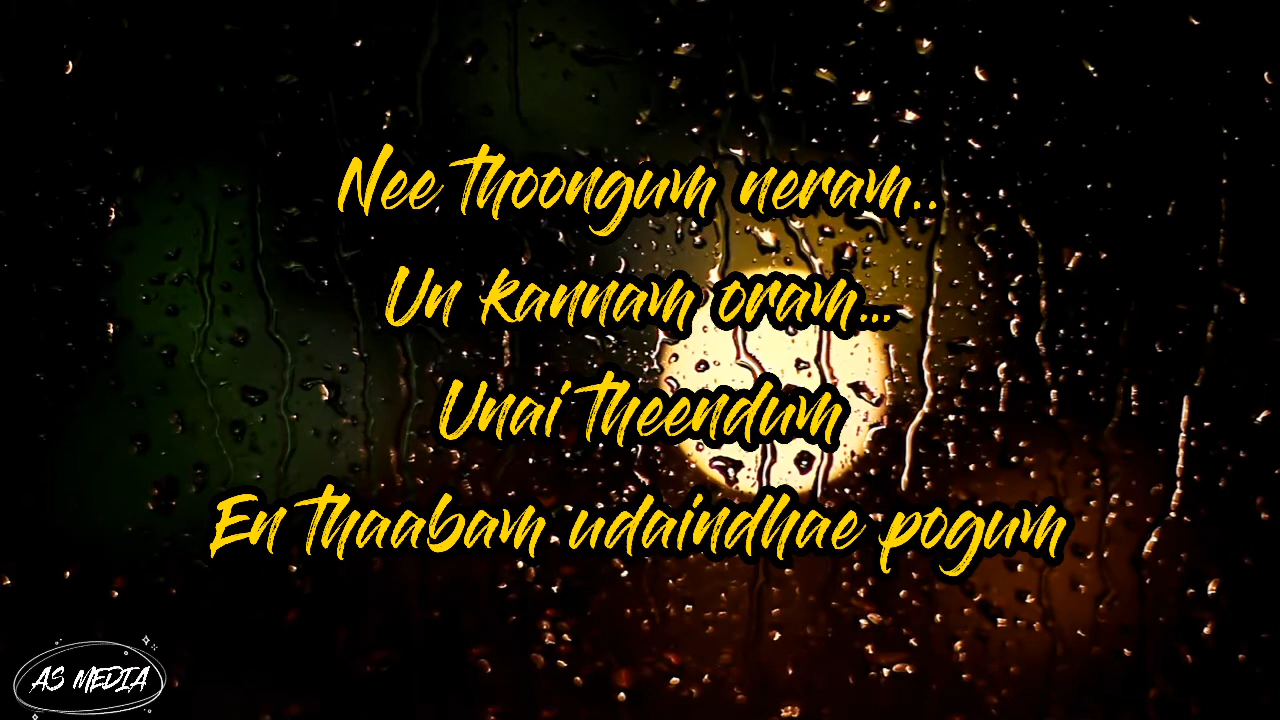 Nee thoongum neram..
Un kannam oram...
Unai theendum
En thaabam udaindhae pogum
AS MEDIA